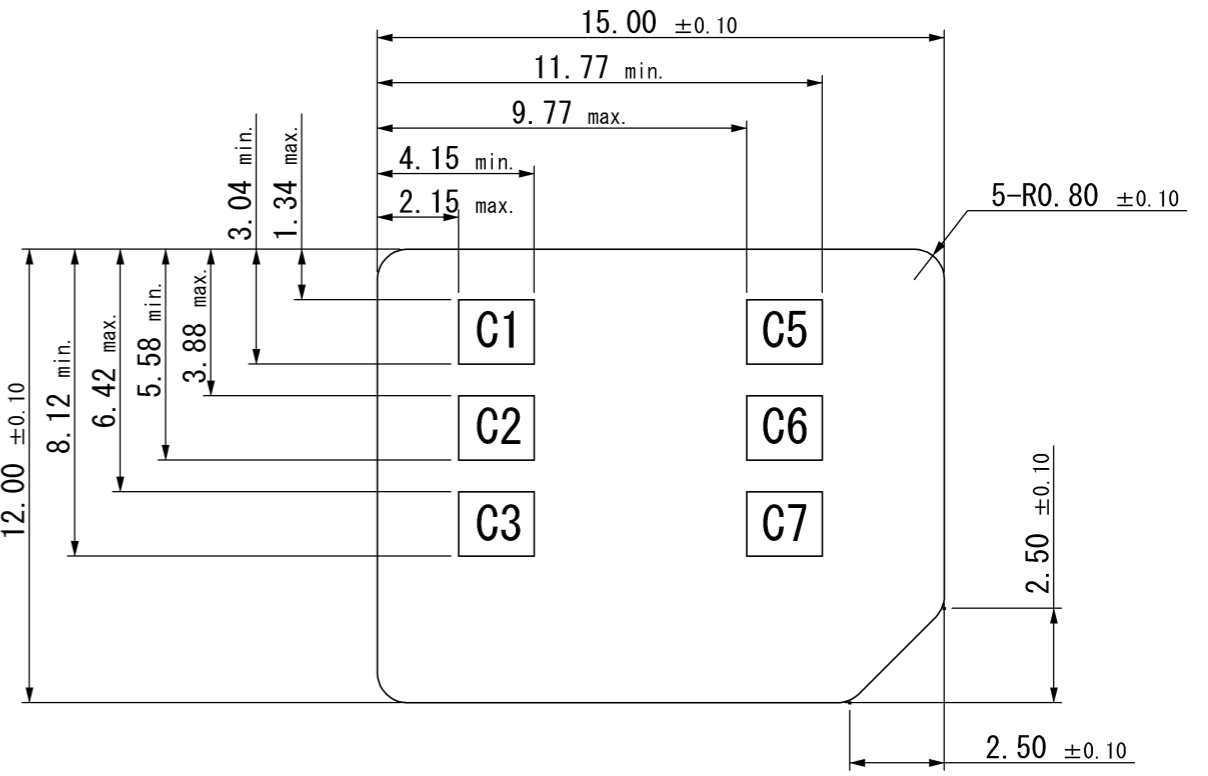 15.00 ±0.10
11.77 min.
9.77 max.
4.15 min.
2.15 max.
3.04 min.
1.34 max.
5-R0.80 ±0.10
12.00 ±0.10
8.12 min.
6.42 max.
5.58 min.
3.88 max.
C1 C5
C2 C6
C3 C7
2.50 ±0.10
2.50 ±0.10